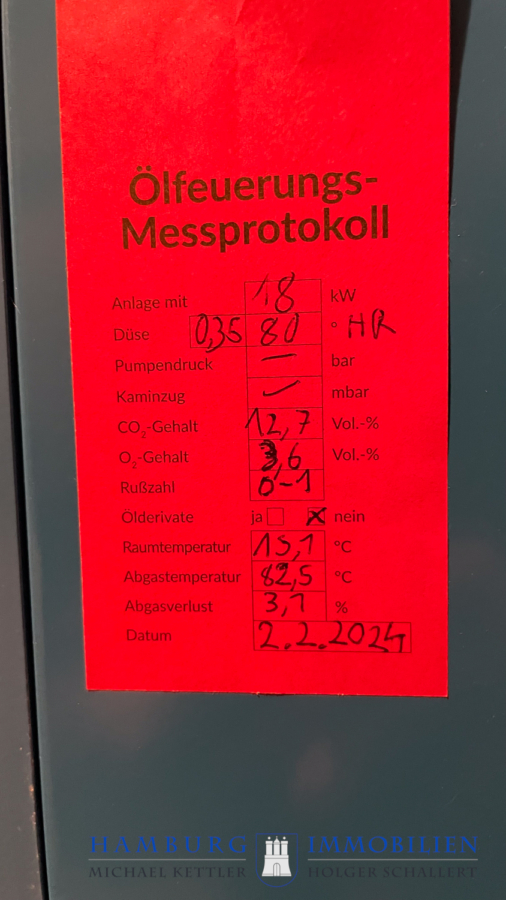 Ölfeuerungs-
Messprotokoll
Anlage mit 18 kW
Düse 0,35 80 ° HR
Pumpendruck — bar
Kaminzug ✓ mbar
CO₂-Gehalt 12,7 Vol.-%
O₂-Gehalt 3,6 Vol.-%
Rußzahl 0-1
Ölderivate ja ☐ ☒ nein
Raumtemperatur 15,1 °C
Abgastemperatur 82,5 °C
Abgasverlust 3,1 %
Datum 2.2.2024
HAMBURG IMMOBILIEN
MICHAEL KETTLER HOLGER SCHALLERT